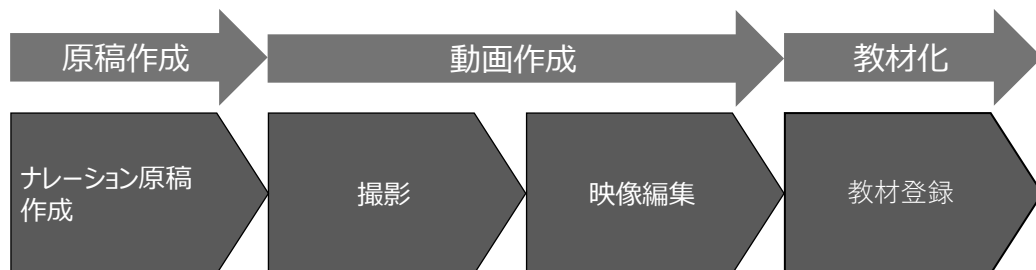 原稿作成
動画作成
教材化
ナレーション原稿
作成
撮影
映像編集
教材登録